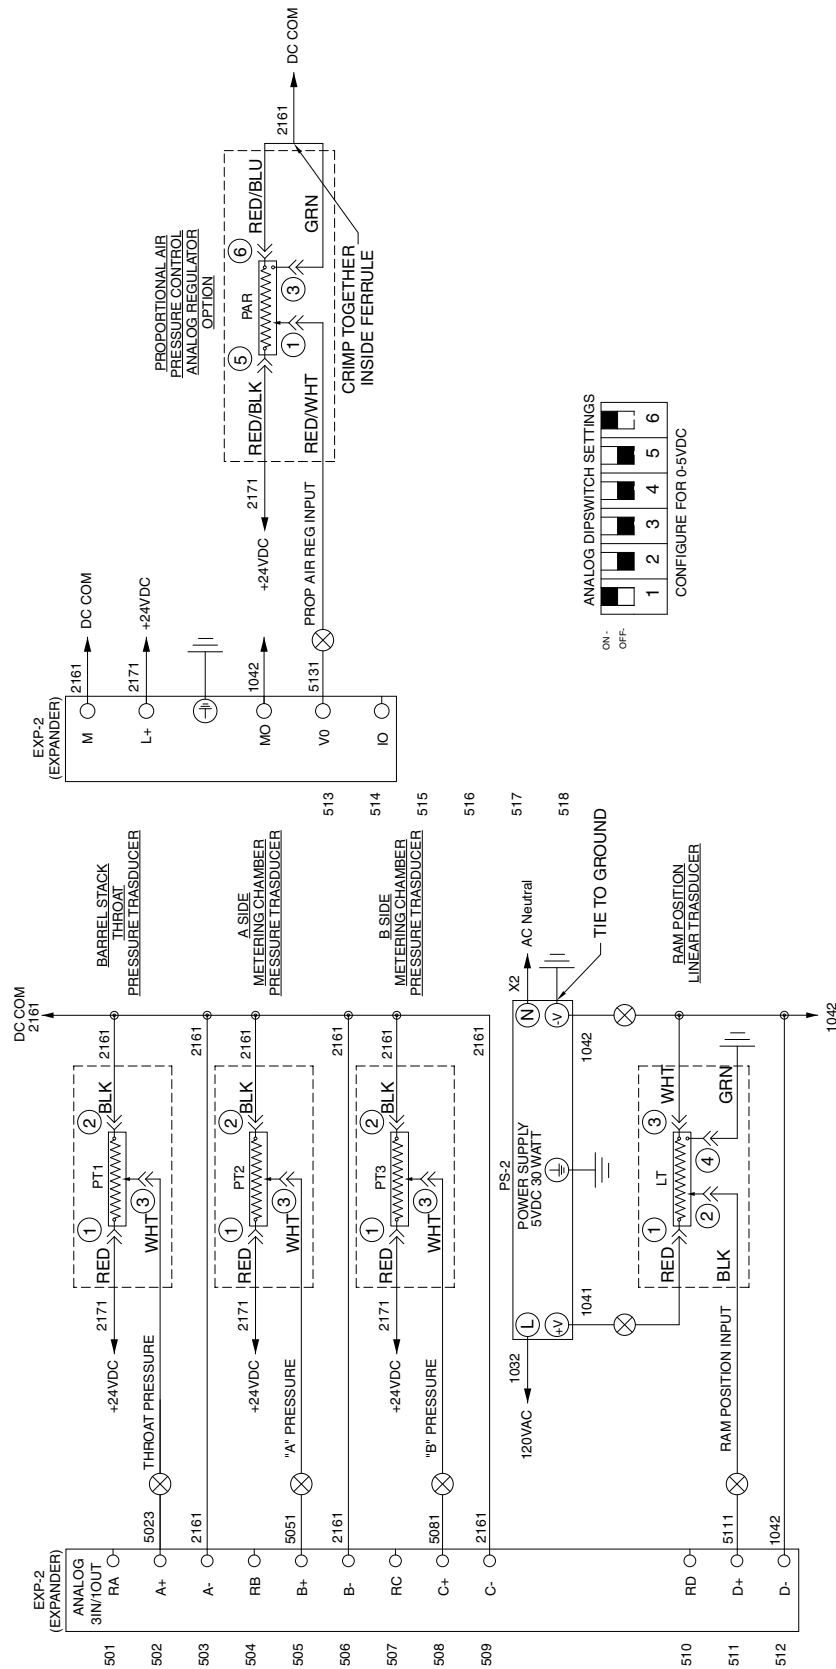 EXP-2
(EXPANDER)
ANALOG
3IN/1OUT
501
RA
502
A+
5023
THROAT PRESSURE
503
A-
2161
2161
504
RB
505
B+
5051
"A" PRESSURE
506
B-
2161
2161
507
RC
508
C+
5081
"B" PRESSURE
509
C-
2161
2161
510
RD
511
D+
5111
RAM POSITION INPUT
512
D-
1042
DC COM
2161
+24VDC
2171
RED
1
PT1
2
BLK
2161
3
WHT
BARREL STACK
THROAT
PRESSURE TRASDUCER
+24VDC
2171
RED
1
PT2
2
BLK
2161
3
WHT
A SIDE
METERING CHAMBER
PRESSURE TRASDUCER
+24VDC
2171
RED
1
PT3
2
BLK
2161
3
WHT
B SIDE
METERING CHAMBER
PRESSURE TRASDUCER
120VAC
1032
L
+V
1041
PS-2
POWER SUPPLY
5VDC 30 WATT
N
-V
X2
AC Neutral
1042
TIE TO GROUND
RED
1
LT
3
WHT
2
BLK
4
GRN
1042
RAM POSITION
LINEAR TRASDUCER
EXP-2
(EXPANDER)
M
2161
DC COM
L+
2171
+24VDC
MO
1042
513
V0
5131
PROP AIR REG INPUT
514
IO
515
516
517
518
PROPORTIONAL AIR
PRESSURE CONTROL
ANALOG REGULATOR
OPTION
+24VDC
2171
RED/BLK
5
PAR
6
RED/BLU
RED/WHT
1
3
GRN
2161
DC COM
CRIMP TOGETHER
INSIDE FERRULE
ANALOG DIPSWITCH SETTINGS
ON -
OFF-
1 2 3 4 5 6
CONFIGURE FOR 0-5VDC